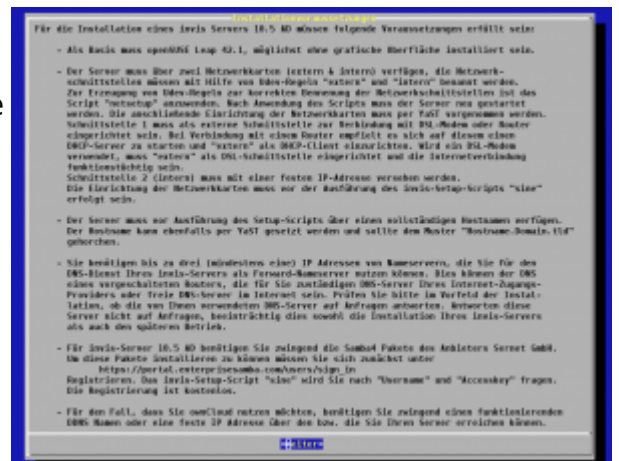 Installationsvoraussetzungen
Für die Installation eines invis Servers 10.5 AD müssen folgende Voraussetzungen erfüllt sein:
- Als Basis muss openSUSE Leap 42.1, möglichst ohne grafische Oberfläche installiert sein.
- Der Server muss über zwei Netzwerkkarten (extern & intern) verfügen, die Netzwerk-
schnittstellen müssen mit Hilfe von Udev-Regeln "extern" und "intern" benannt werden.
Zur Erzeugung von Udev-Regeln zur korrekten Benennung der Netzwerkschnittstellen ist das
Script "netsetup" anzuwenden. Nach Anwendung des Scripts muss der Server neu gestartet
werden. Die anschließende Einrichtung der Netzwerkkarten muss per YaST vorgenommen werden.
Schnittstelle 1 muss als externe Schnittstelle zur Verbindung mit DSL-Modem oder Router
eingerichtet sein. Bei Verbindung mit einem Router empfielt es sich auf diesem einen
DHCP-Server zu starten und "extern" als DHCP-Client einzurichten. Wird ein DSL-Modem
verwendet, muss "extern" als DSL-Schnittstelle eingerichtet und die Internetverbindung
funktionstüchtig sein.
Schnittstelle 2 (intern) muss mit einer festen IP-Adresse versehen werden.
Die Einrichtung der Netzwerkkarten muss vor der Ausführung des invis-Setup-Scripts "sine"
erfolgt sein.
- Der Server muss vor Ausführung des Setup-Scripts über einen vollständigen Hostnamen verfügen.
Der Hostname kann ebenfalls per YaST gesetzt werden und sollte dem Muster "Hostname.Domain.tld"
gehorchen.
- Sie benötigen bis zu drei (mindestens eine) IP Adressen von Nameservern, die Sie für den
DNS-Dienst Ihres invis-Servers als Forward-Nameserver nutzen können. Dies können der DNS
eines vorgeschalteten Routers, die für Sie zuständigen DNS-Server Ihres Internet-Zugangs-
Providers oder freie DNS-Server im Internet sein. Prüfen Sie bitte im Vorfeld der Instal-
lation, ob die von Ihnen verwendeten DNS-Server auf Anfragen antworten. Antworten diese
Server nicht auf Anfragen, beeinträchtig dies sowohl die Installation Ihres invis-Servers
als auch den späteren Betrieb.
- Für invis-Server 10.5 AD benötigen Sie zwingend die Samba4 Pakete des Anbieters Sernet GmbH.
Um diese Pakete installieren zu können müssen Sie sich zunächst unter
https://portal.enterprisesamba.com/users/sign_in
Registrieren. Das invis-Setup-Script "sine" wird Sie nach "Username" und "Accesskey" fragen.
Die Registrierung ist kostenlos.
- Für den Fall, dass Sie ownCloud nutzen möchten, benötigen Sie zwingend einen funktionierenden
DDNS Namen oder eine feste IP Adresse über den bzw. die Sie Ihren Server erreichen können.
<Weiter>
e